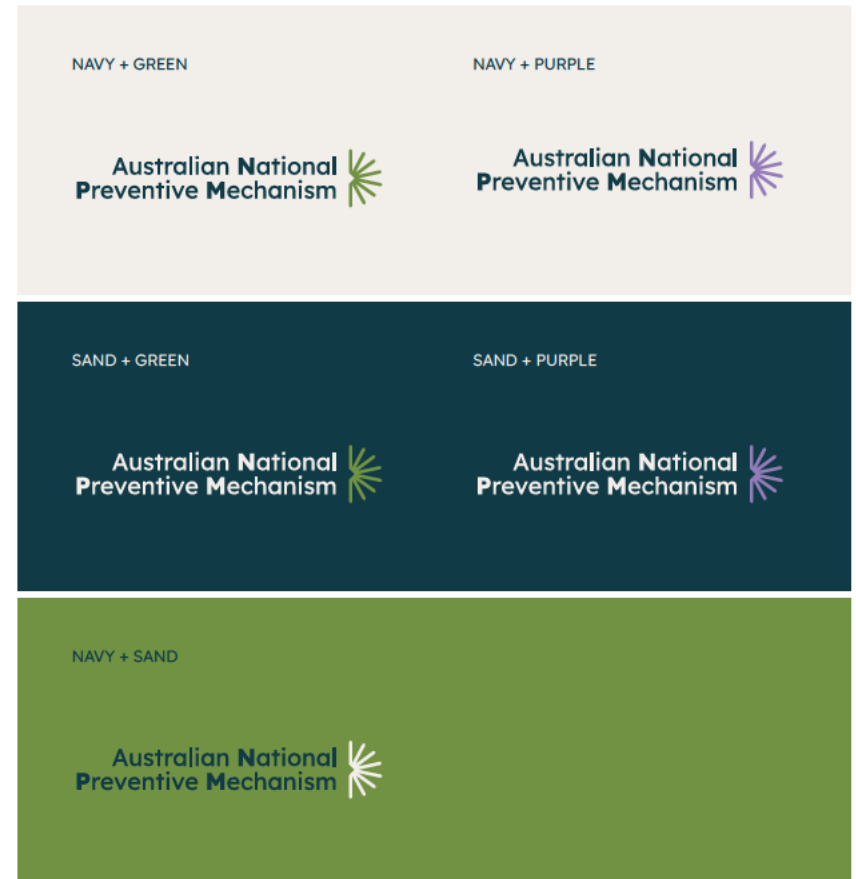 NAVY + GREEN
Australian National
Preventive Mechanism
NAVY + PURPLE
Australian National
Preventive Mechanism
SAND + GREEN
Australian National
Preventive Mechanism
SAND + PURPLE
Australian National
Preventive Mechanism
NAVY + SAND
Australian National
Preventive Mechanism